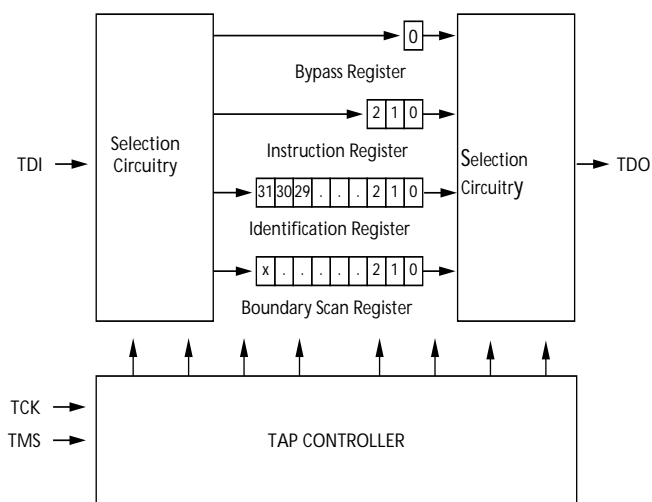 0
Bypass Register
2 1 0
Selection
Circuitry
Instruction Register
Selection
Circuitry
TDI
TDO
31 30 29 . . . 2 1 0
Identification Register
x . . . . . 2 1 0
Boundary Scan Register
TCK
TMS
TAP CONTROLLER